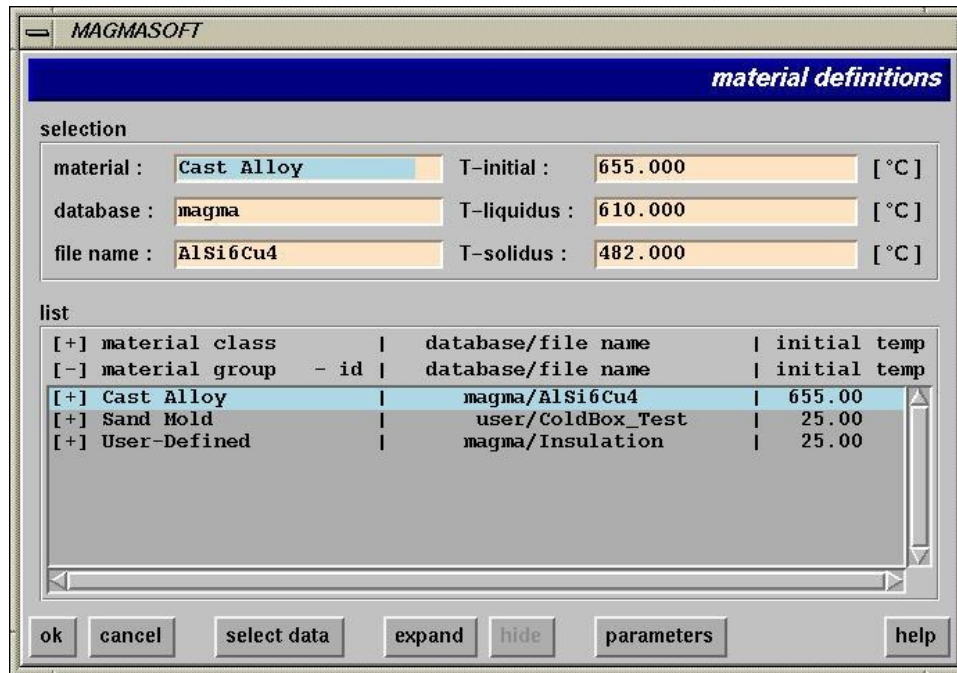 MAGMASOFT
material definitions
selection
material : Cast Alloy T-initial : 655.000 [°C]
database : magma T-liquidus : 610.000 [°C]
file name : AlSi6Cu4 T-solidus : 482.000 [°C]
list
[+] material class | database/file name | initial temp
[-] material group - id | database/file name | initial temp
[+] Cast Alloy | magma/AlSi6Cu4 | 655.00
[+] Sand Mold | user/ColdBox_Test | 25.00
[+] User-Defined | magma/Insulation | 25.00
ok cancel select data expand hide parameters help